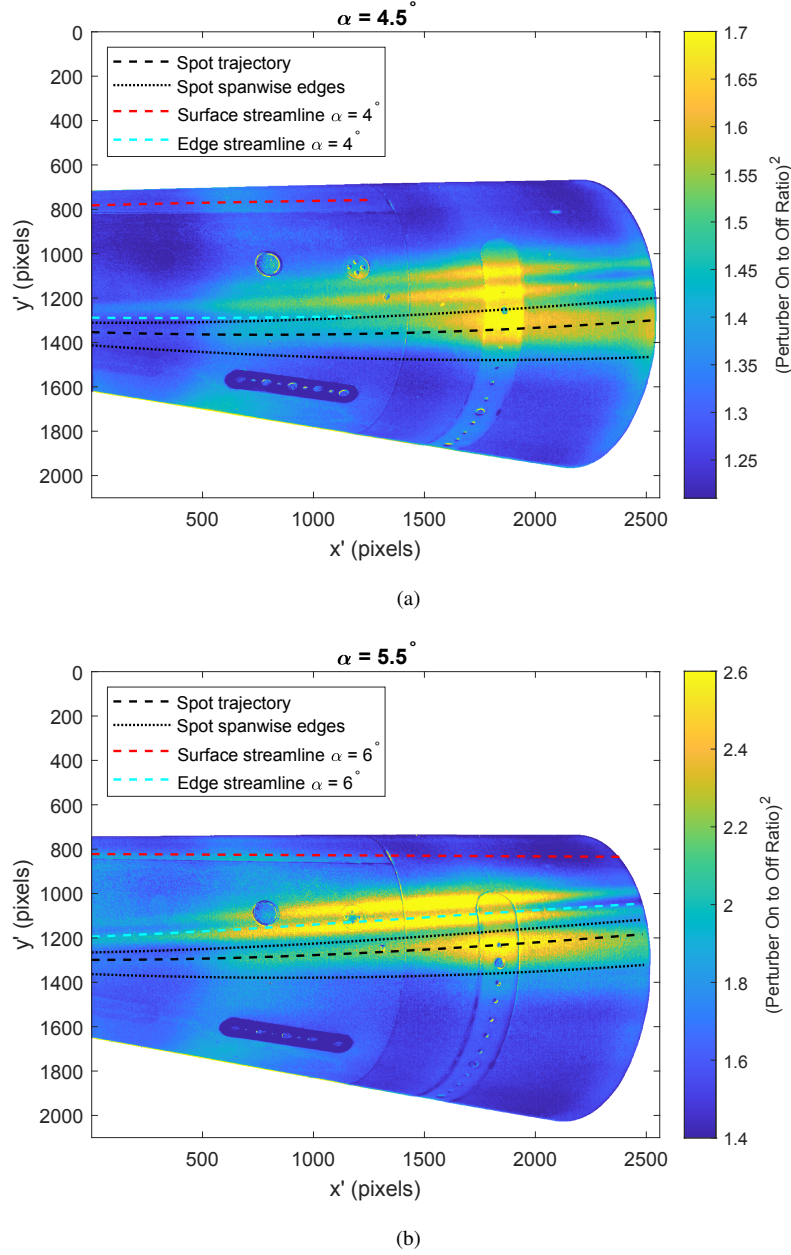 α = 4.5°
Spot trajectory
Spot spanwise edges
Surface streamline α = 4°
Edge streamline α = 4°
0
200
400
600
800
1000
1200
1400
1600
1800
2000
y' (pixels)
500
1000
1500
2000
2500
x' (pixels)
1.7
1.65
1.6
1.55
1.5
1.45
1.4
1.35
1.3
1.25
(Perturber On to Off Ratio)²
(a)
α = 5.5°
Spot trajectory
Spot spanwise edges
Surface streamline α = 6°
Edge streamline α = 6°
0
200
400
600
800
1000
1200
1400
1600
1800
2000
y' (pixels)
500
1000
1500
2000
2500
x' (pixels)
2.6
2.4
2.2
2
1.8
1.6
1.4
(Perturber On to Off Ratio)²
(b)